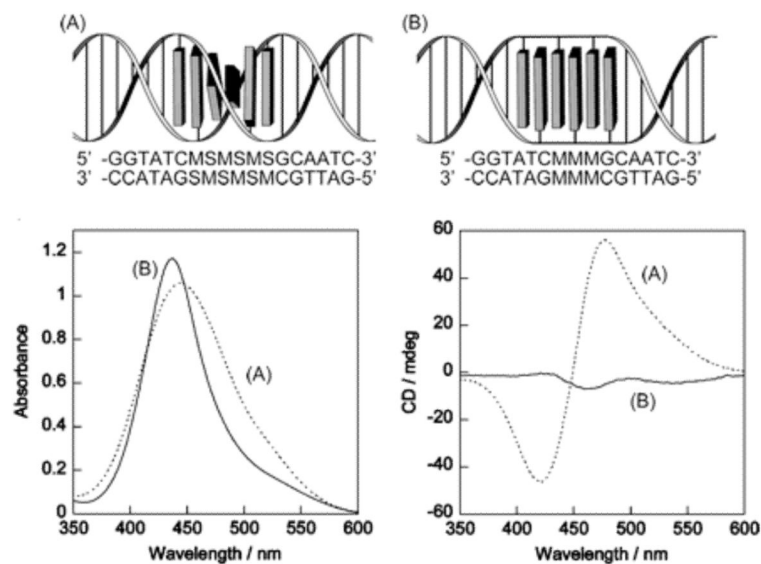 (A)
5' -GGTATCMSMSMSGCAATC-3'
3' -CCATAGSMSMSMCGTTAG-5'
(B)
5' -GGTATCMMMGCAATC-3'
3' -CCATAGMMMCGTTAG-5'
Absorbance
1.2
1
0.8
0.6
0.4
0.2
0
350 400 450 500 550 600
Wavelength / nm
(B)
(A)
CD / mdeg
60
40
20
0
-20
-40
-60
350 400 450 500 550 600
Wavelength / nm
(A)
(B)